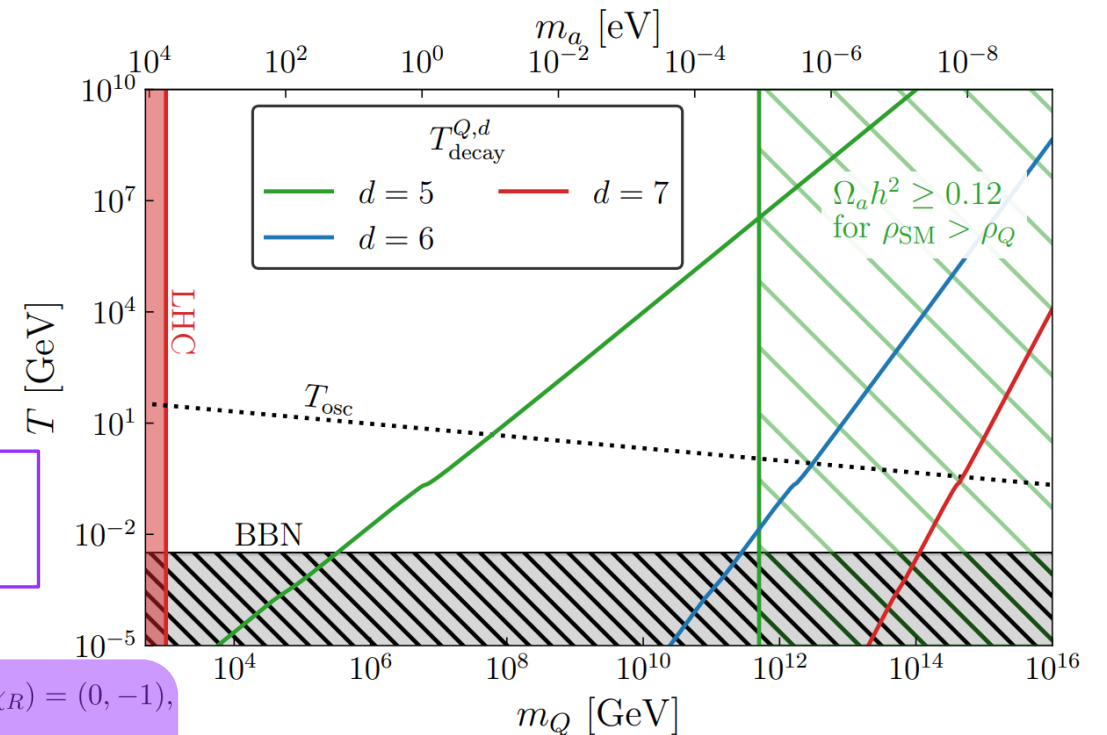 m_a [eV]
10^4 10^2 10^0 10^-2 10^-4 10^-6 10^-8
10^10
T_decay^{Q,d}
d = 5 d = 7
d = 6
Ω_a h^2 ≥ 0.12
for ρ_SM > ρ_Q
10^7
LHC
10^4
T [GeV]
T_osc
10^1
10^-2
BBN
10^-5
10^4 10^6 10^8 10^10 10^12 10^14 10^16
m_Q [GeV]
_R) = (0, −1),